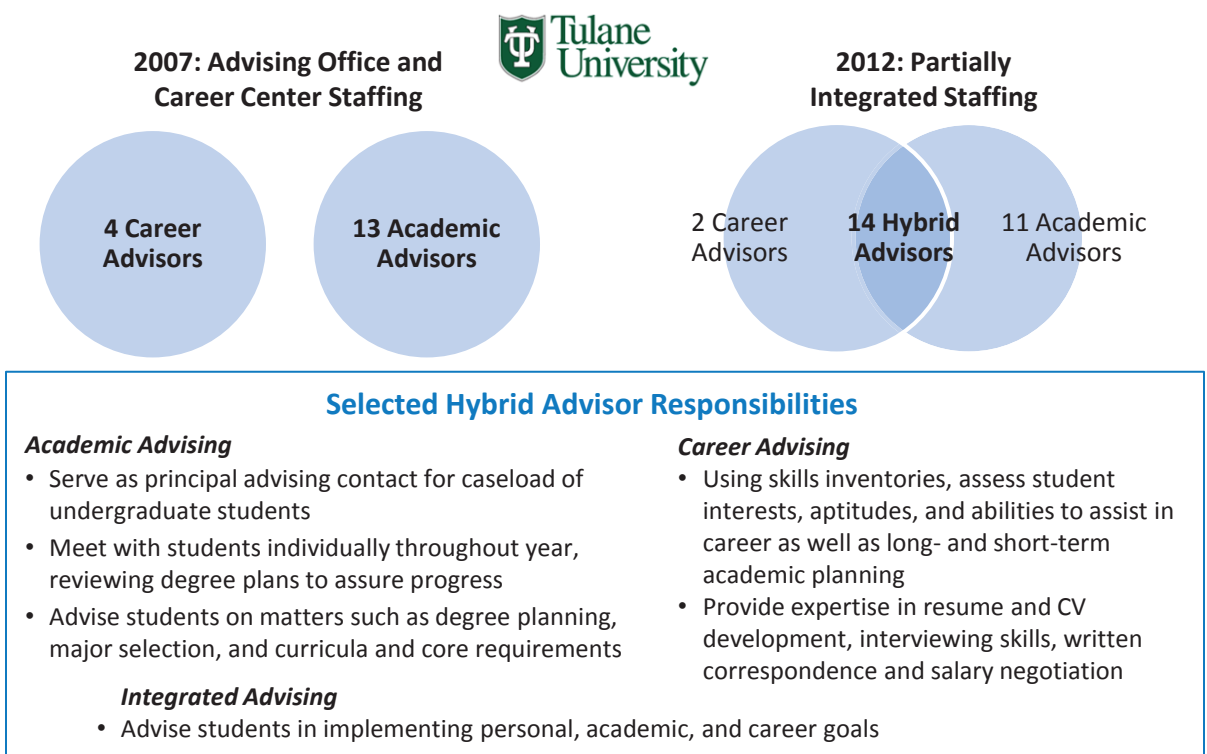 Tulane
University
2007: Advising Office and
Career Center Staffing
2012: Partially
Integrated Staffing
4 Career
Advisors
13 Academic
Advisors
2 Career
Advisors
14 Hybrid
Advisors
11 Academic
Advisors
Selected Hybrid Advisor Responsibilities
Academic Advising
• Serve as principal advising contact for caseload of
undergraduate students
• Meet with students individually throughout year,
reviewing degree plans to assure progress
• Advise students on matters such as degree planning,
major selection, and curricula and core requirements
Career Advising
• Using skills inventories, assess student
interests, aptitudes, and abilities to assist in
career as well as long- and short-term
academic planning
• Provide expertise in resume and CV
development, interviewing skills, written
correspondence and salary negotiation
Integrated Advising
• Advise students in implementing personal, academic, and career goals